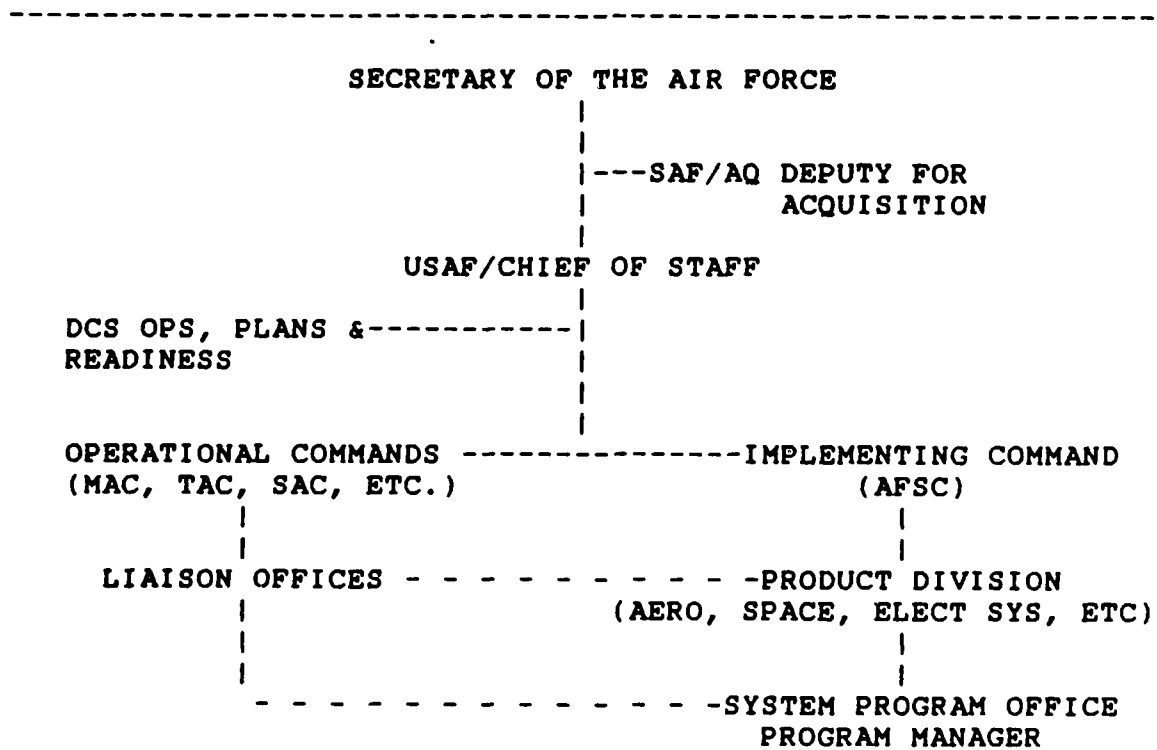 SECRETARY OF THE AIR FORCE
---SAF/AQ DEPUTY FOR
ACQUISITION
USAF/CHIEF OF STAFF
DCS OPS, PLANS &-----------
READINESS
OPERATIONAL COMMANDS --------------IMPLEMENTING COMMAND
(MAC, TAC, SAC, ETC.) (AFSC)
LIAISON OFFICES - - - - - - - - - -PRODUCT DIVISION
(AERO, SPACE, ELECT SYS, ETC)
- - - - - - - - - - - - -SYSTEM PROGRAM OFFICE
PROGRAM MANAGER